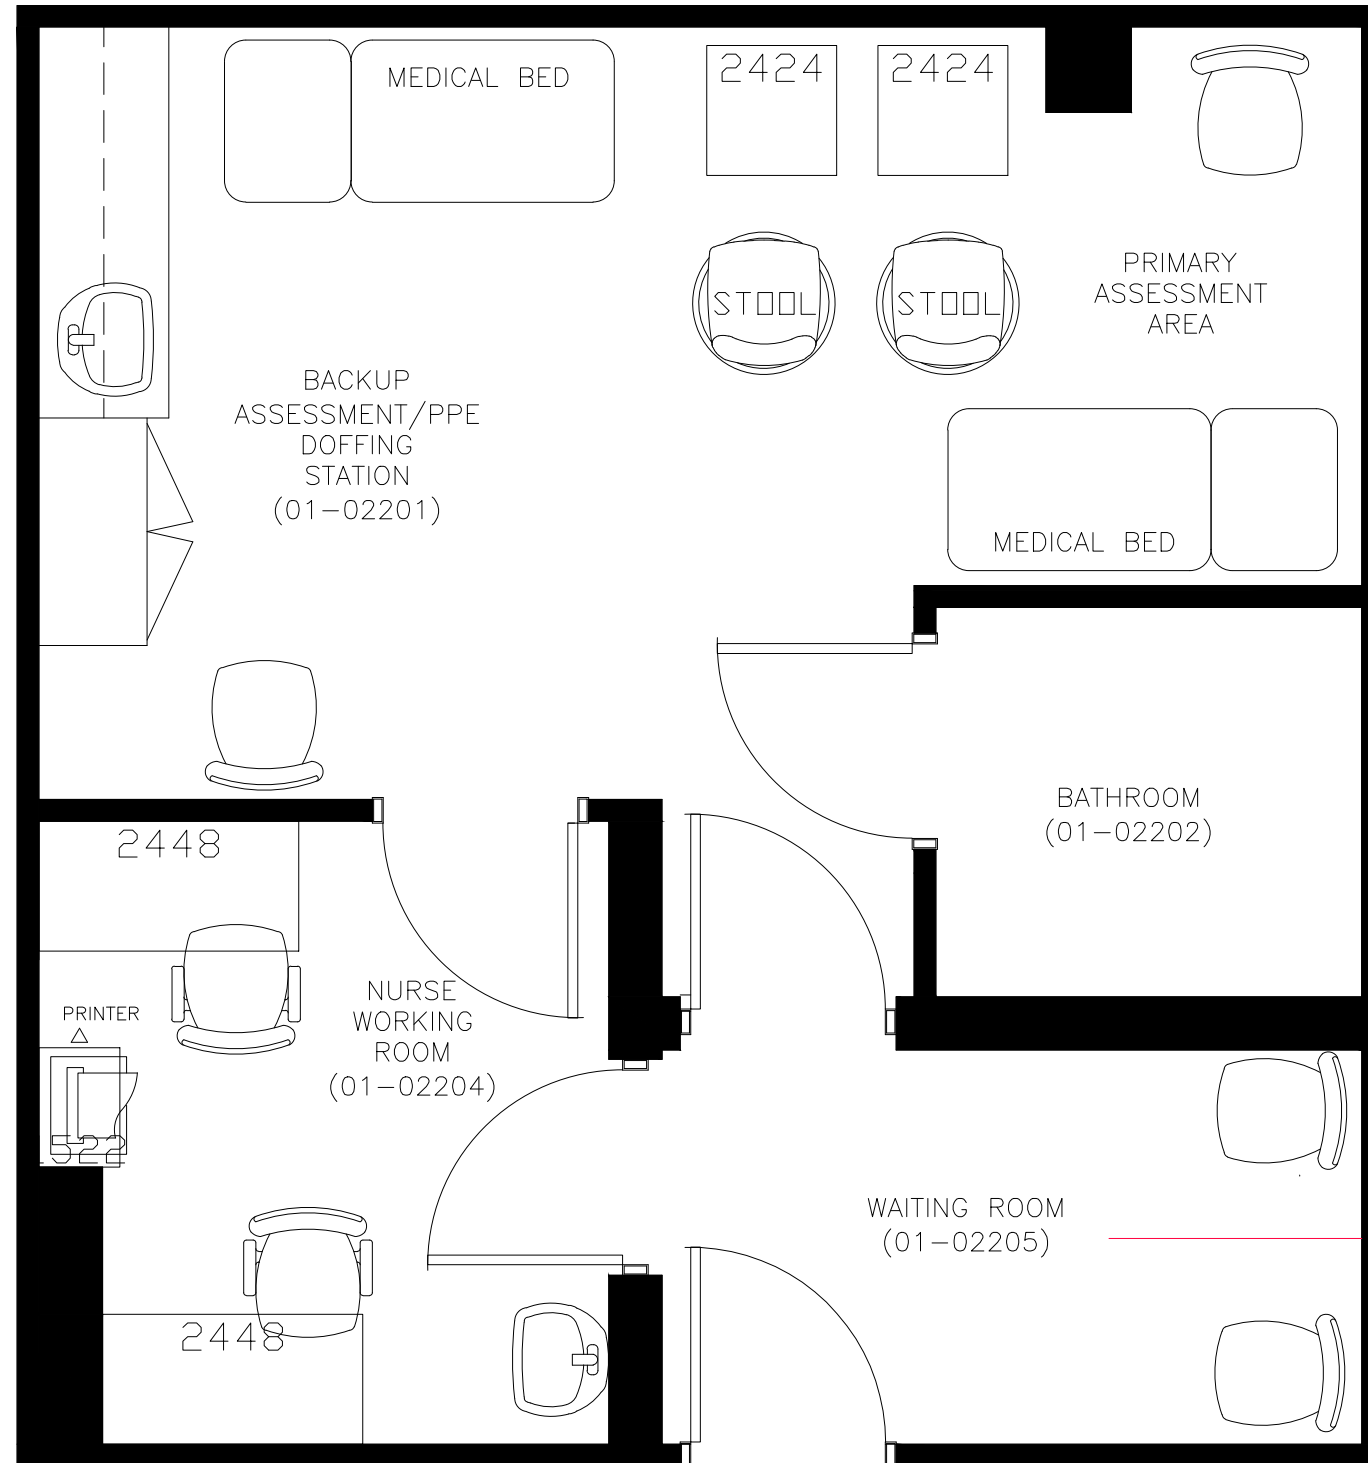 MEDICAL BED
2424
2424
PRIMARY
ASSESSMENT
AREA
STOOL
STOOL
BACKUP
ASSESSMENT/PPE
DOFFING
STATION
(01-02201)
MEDICAL BED
BATHROOM
(01-02202)
2448
NURSE
WORKING
ROOM
(01-02204)
PRINTER
WAITING ROOM
(01-02205)
2448